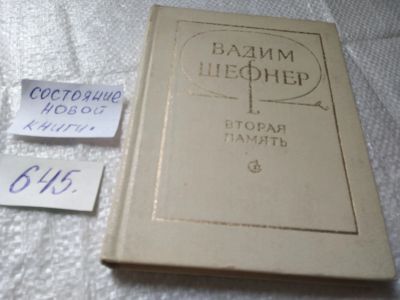 СОСТОЯНИЕ
НОВОЙ
КНИГИ.
645.
ВАДИМ
ШЕФНЕР
ВТОРАЯ
ПАМЯТЬ